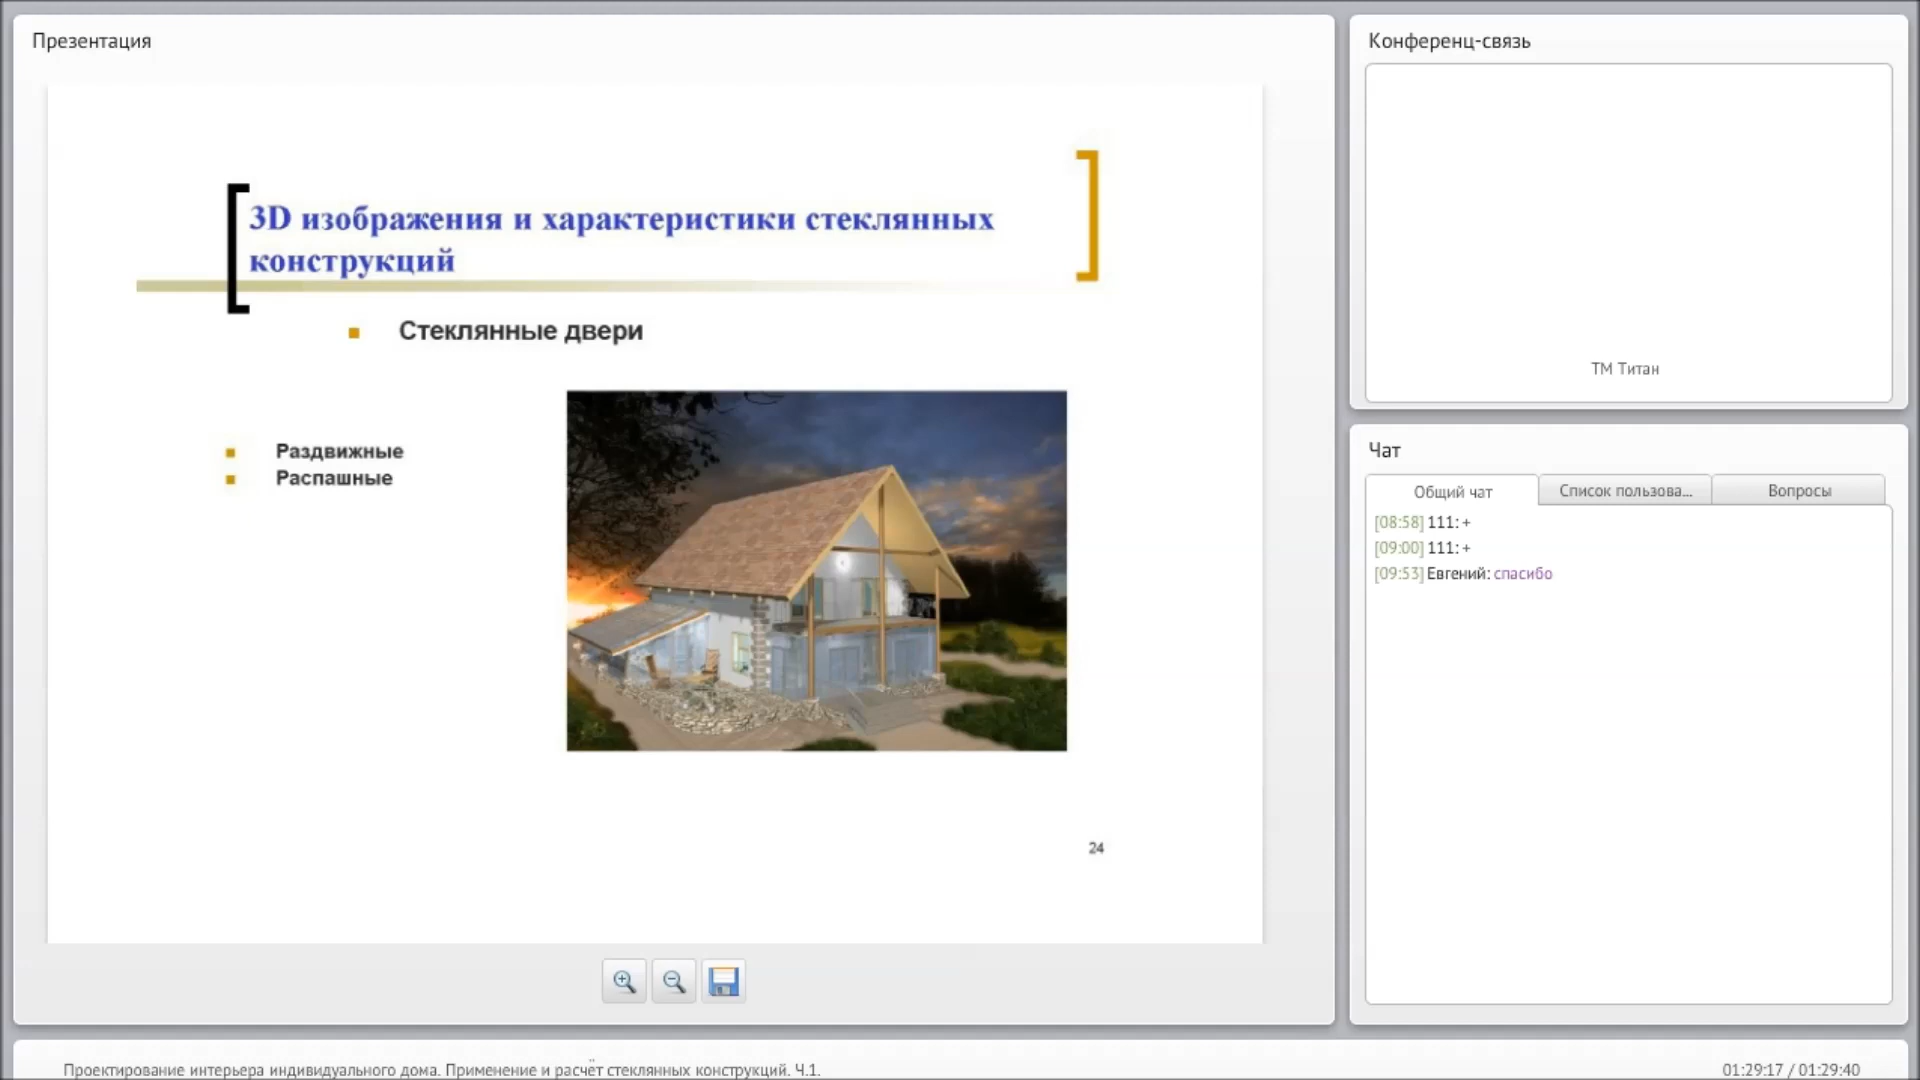 Презентация
3D изображения и характеристики стеклянных
конструкций
Стеклянные двери
Раздвижные
Распашные
24
Конференц-связь
ТМ Титан
Чат
Общий чат
Список пользова...
Вопросы
[08:58] 111: +
[09:00] 111: +
[09:53] Евгений: спасибо
Проектирование интерьера индивидуального дома. Применение и расчёт стеклянных конструкций. Ч.1.
01:29:17 / 01:29:40